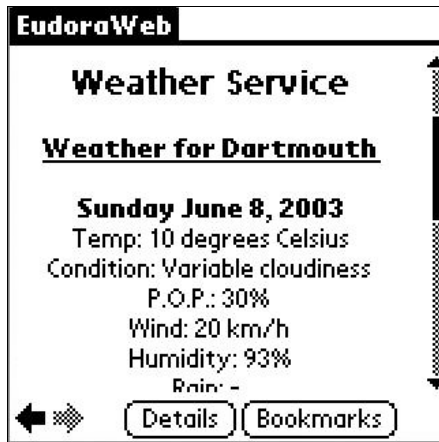 EudoraWeb
Weather Service
Weather for Dartmouth
Sunday June 8, 2003
Temp: 10 degrees Celsius
Condition: Variable cloudiness
P.O.P.: 30%
Wind: 20 km/h
Humidity: 93%
Rain: -
Details Bookmarks